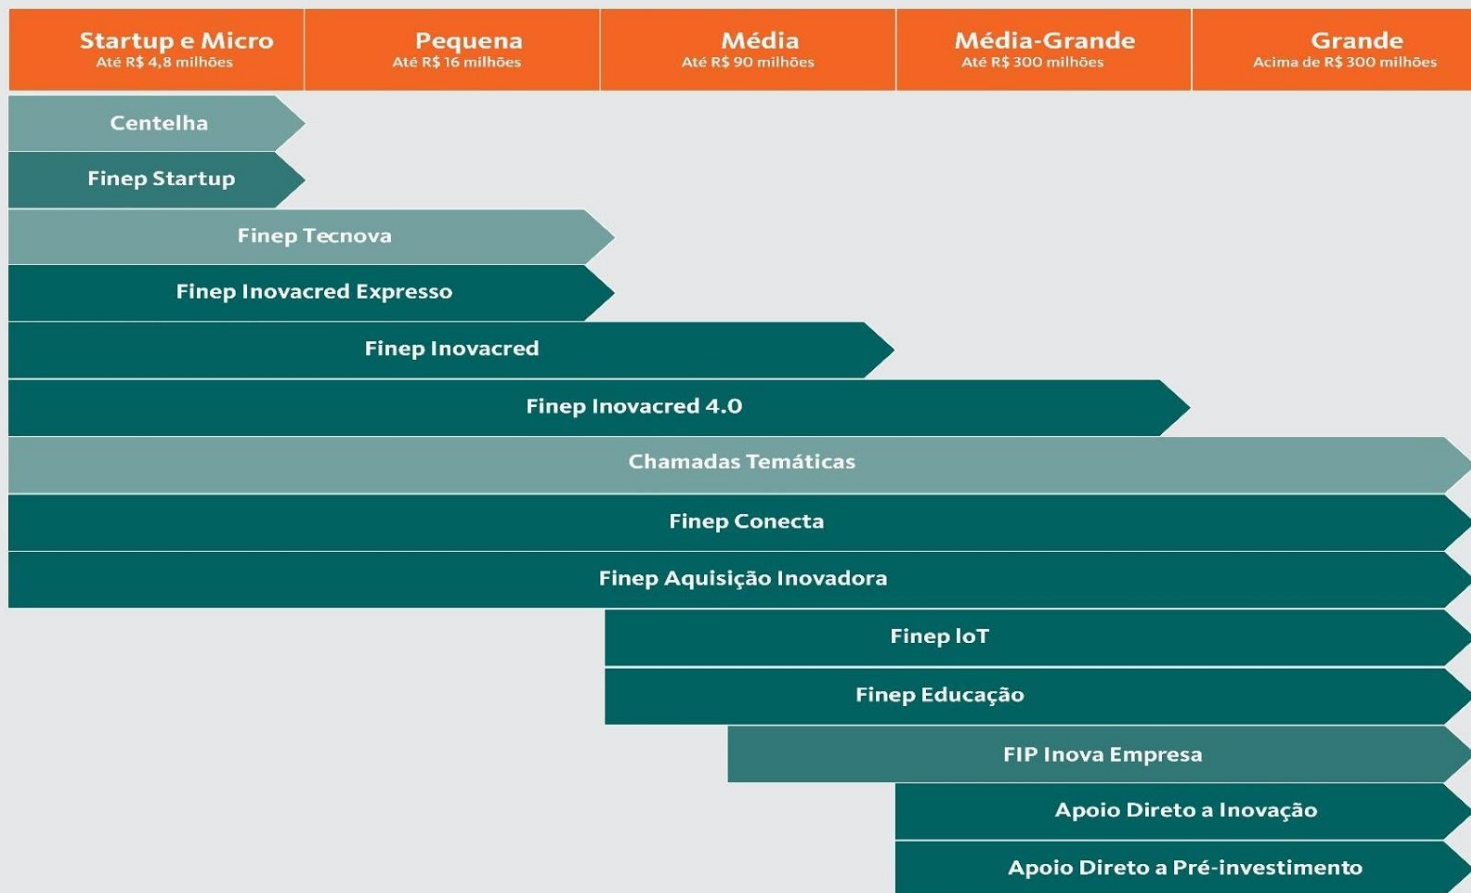 Startup e Micro
Até R$ 4,8 milhões
Pequena
Até R$ 16 milhões
Média
Até R$ 90 milhões
Média-Grande
Até R$ 300 milhões
Grande
Acima de R$ 300 milhões
Centelha
Finep Startup
Finep Tecnova
Finep Inovacred Expresso
Finep Inovacred
Finep Inovacred 4.0
Chamadas Temáticas
Finep Conecta
Finep Aquisição Inovadora
Finep IoT
Finep Educação
FIP Inova Empresa
Apoio Direto a Inovação
Apoio Direto a Pré-investimento